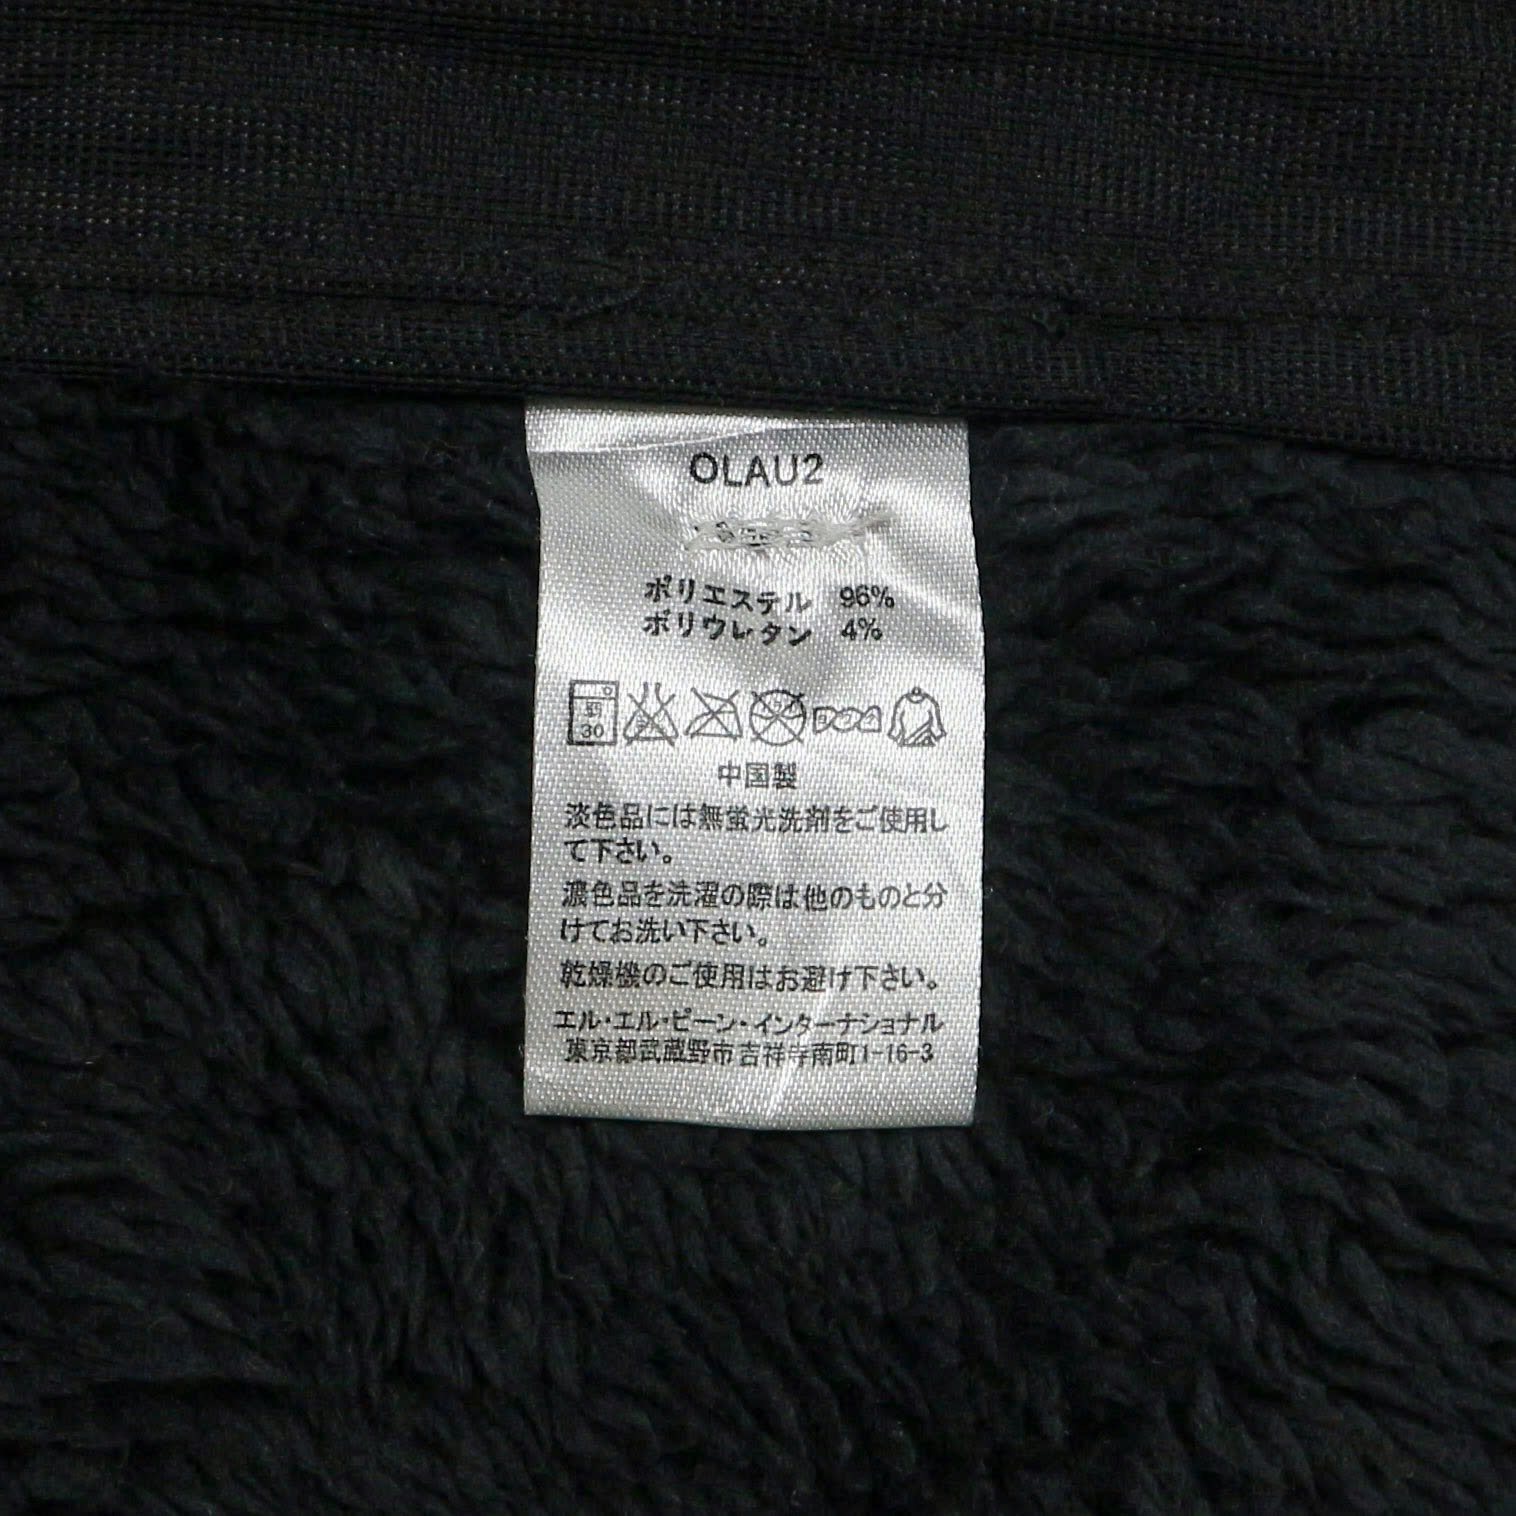 OLAU2
ポリエステル 96%
ポリウレタン 4%
30
中国製
淡色品には無蛍光洗剤をご使用し
て下さい。
濃色品を洗濯の際は他のものと分
けてお洗い下さい。
乾燥機のご使用はお避け下さい。
エル・エル・ビーン・インターナショナル
東京都武蔵野市吉祥寺南町1-16-3